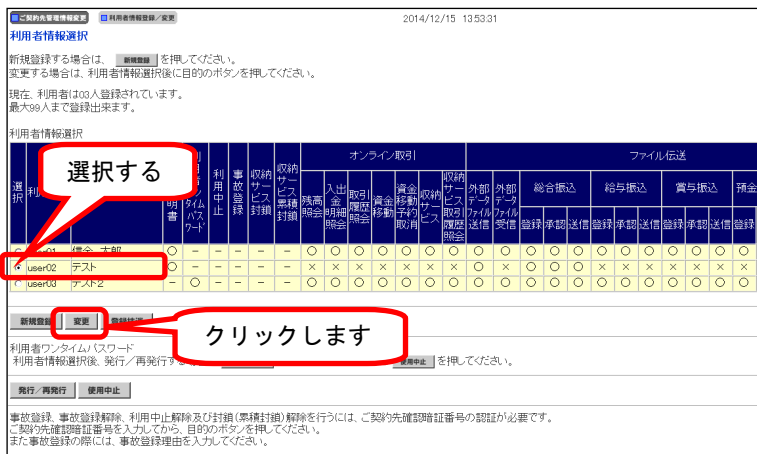 ご契約先管理情報変更 利用者情報登録/変更 2014/12/15 13:53:31
利用者情報選択
新規登録する場合は、 新規登録 を押してください。
変更する場合は、利用者情報選択後に目的のボタンを押してください。
現在、利用者は03人登録されています。
最大99人まで登録出来ます。
利用者情報選択
選択する
選択
明書
タイムパスワード
利用中止
事故登録
収納サービス封鎖
収納サービス累積封鎖
オンライン取引
残高照会
入出金明細照会
取引履歴照会
資金移動
資金移動予約取消
収納サービス
収納サービス取引履歴照会
ファイル伝送
外部データファイル送信
外部データファイル受信
総合振込
登録 承認 送信
給与振込
登録 承認 送信
賞与振込
登録 承認 送信
預金
登録
○ － － － － － ○ ○ ○ ○ ○ ○ ○ ○ ○ ○ ○ ○ ○ ○ ○ ○ ○ ○ ○
user02 テスト ○ － － － － － × × × × × × × ○ × ○ ○ ○ × × × × × × ×
user03 テスト2 － ○ － － － － ○ ○ ○ ○ ○ ○ ○ ○ ○ ○ ○ ○ ○ ○ ○ ○ ○ ○ ○
新規登録 変更
クリックします
利用者ワンタイムパスワード
利用者情報選択後、発行/再発行す
使用中止 を押してください。
発行/再発行 使用中止
事故登録、事故登録解除、利用中止解除及び封鎖(累積封鎖)解除を行うには、ご契約先確認暗証番号の認証が必要です。
ご契約先確認暗証番号を入力してから、目的のボタンを押してください。
また事故登録の際には、事故登録理由を入力してください。